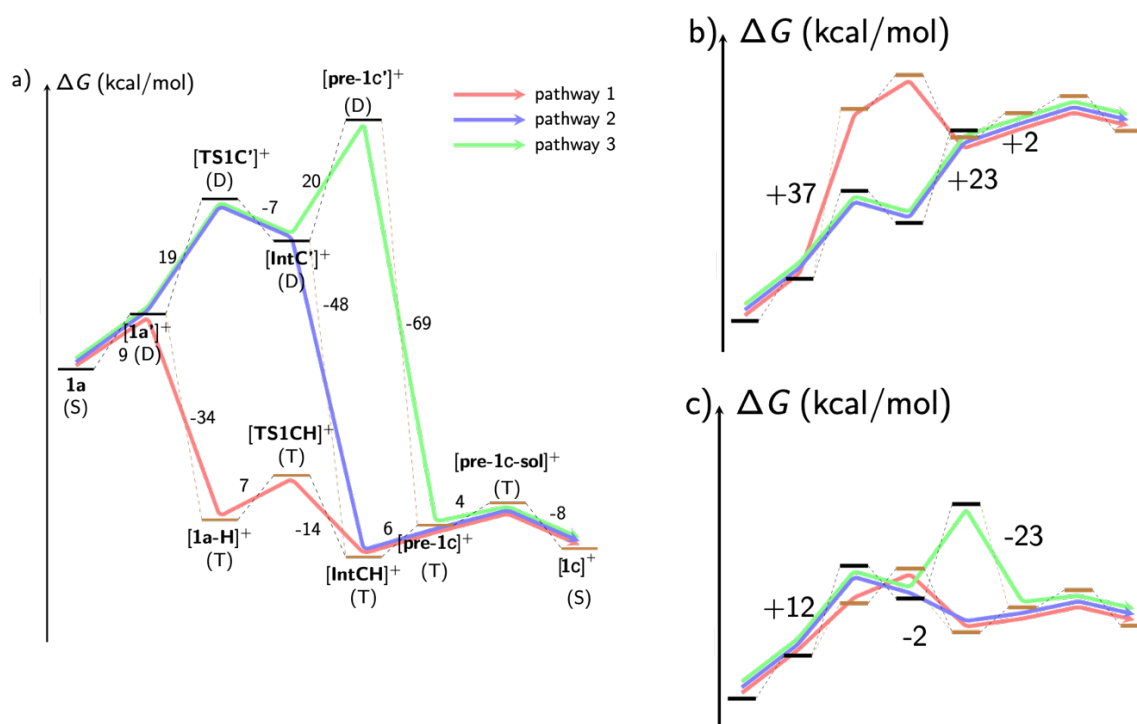 a)
ΔG (kcal/mol)
[pre-1c']⁺
(D)
pathway 1
pathway 2
pathway 3
[TS1C']⁺
(D)
-7
20
19
[IntC']⁺
(D)
[1a']⁺
9 (D)
1a
(S)
-48
-69
-34
[TS1CH]⁺
(T)
7
-14
[1a-H]⁺
(T)
[IntCH]⁺
(T)
6
[pre-1c]⁺
(T)
4
[pre-1c-sol]⁺
(T)
-8
[1c]⁺
(S)
b)
ΔG (kcal/mol)
+37
+23
+2
c)
ΔG (kcal/mol)
+12
-2
-23